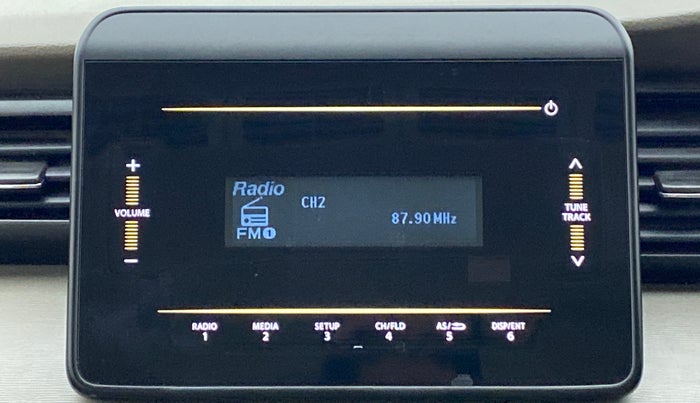 +
VOLUME
−
Radio
CH2
87.90 MHz
FM1
TUNE
TRACK
RADIO
1
MEDIA
2
SETUP
3
CH/FLD
4
AS/
5
DISP/ENT
6